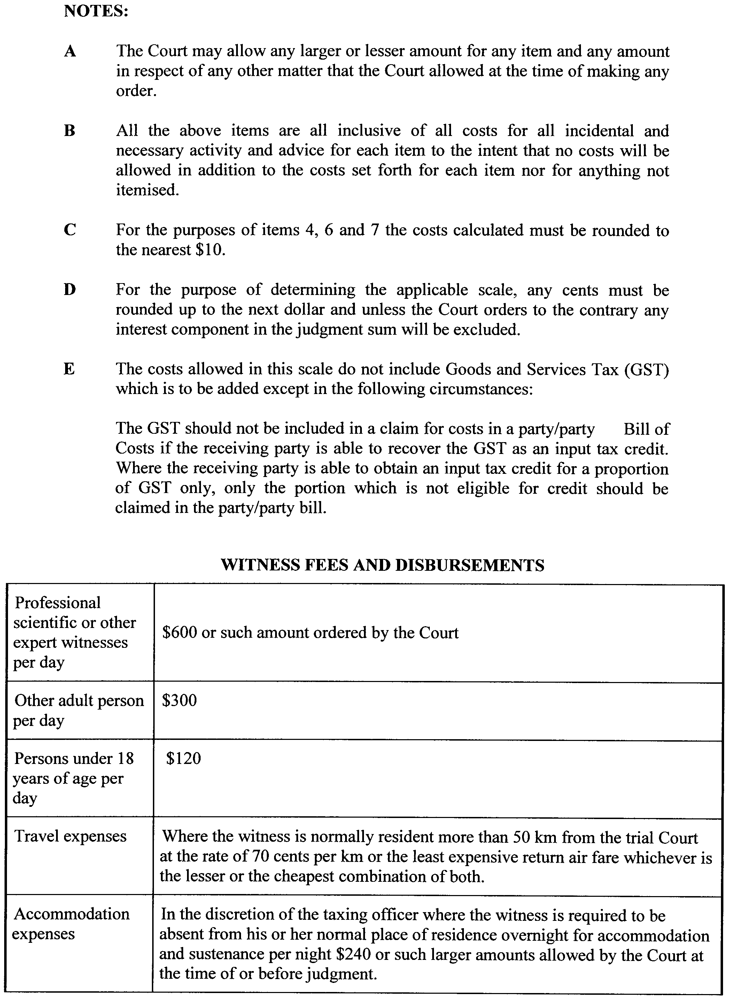 NOTES:
A The Court may allow any larger or lesser amount for any item and any amount
in respect of any other matter that the Court allowed at the time of making any
order.
B All the above items are all inclusive of all costs for all incidental and
necessary activity and advice for each item to the intent that no costs will be
allowed in addition to the costs set forth for each item nor for anything not
itemised.
C For the purposes of items 4, 6 and 7 the costs calculated must be rounded to
the nearest $10.
D For the purpose of determining the applicable scale, any cents must be
rounded up to the next dollar and unless the Court orders to the contrary any
interest component in the judgment sum will be excluded.
E The costs allowed in this scale do not include Goods and Services Tax (GST)
which is to be added except in the following circumstances:
The GST should not be included in a claim for costs in a party/party Bill of
Costs if the receiving party is able to recover the GST as an input tax credit.
Where the receiving party is able to obtain an input tax credit for a proportion
of GST only, only the portion which is not eligible for credit should be
claimed in the party/party bill.
WITNESS FEES AND DISBURSEMENTS
Professional
scientific or other
expert witnesses
per day
$600 or such amount ordered by the Court
Other adult person
per day
$300
Persons under 18
years of age per
day
$120
Travel expenses
Where the witness is normally resident more than 50 km from the trial Court
at the rate of 70 cents per km or the least expensive return air fare whichever is
the lesser or the cheapest combination of both.
Accommodation
expenses
In the discretion of the taxing officer where the witness is required to be
absent from his or her normal place of residence overnight for accommodation
and sustenance per night $240 or such larger amounts allowed by the Court at
the time of or before judgment.